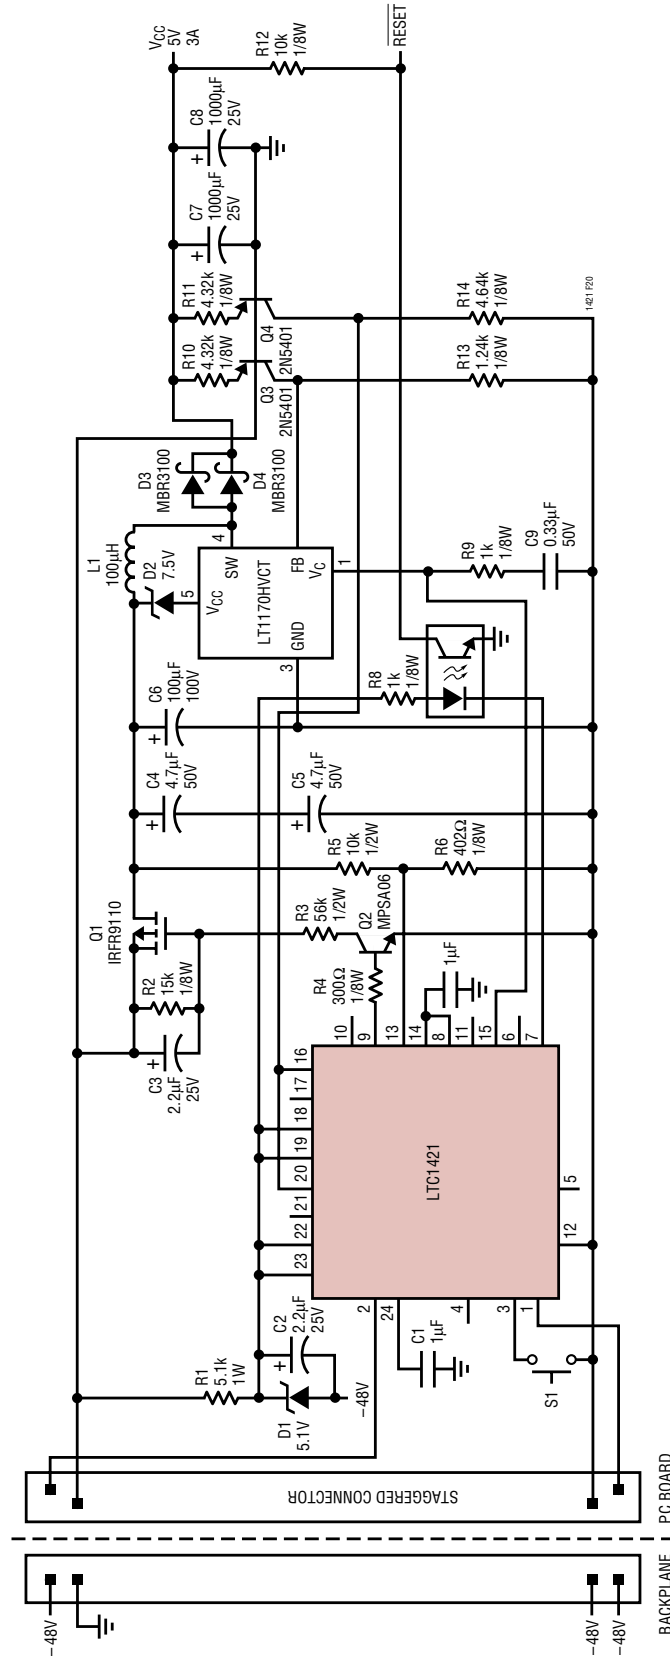 BACKPLANE
PC BOARD
STAGGERED CONNECTOR
–48V
–48V
–48V
R1
5.1k
1W
D1
5.1V
C2
2.2µF
25V
–48V
C1
1µF
S1
LTC1421
23
22
21
20
19
18
17
16
2
24
4
3
1
12
5
10
9
13
14
8
11
15
6
7
1µF
C3
2.2µF
25V
R2
15k
1/8W
Q1
IRFR9110
R3
56k
1/2W
R4
300Ω
1/8W
Q2
MPSA06
R5
10k
1/2W
R6
402Ω
1/8W
C4
4.7µF
50V
C5
4.7µF
50V
C6
100µF
100V
R8
1k
1/8W
L1
100µH
D2
7.5V
5
VCC
4
SW
LT1170HVCT
3
GND
FB
VC
1
R9
1k
1/8W
C9
0.33µF
50V
D3
MBR3100
D4
MBR3100
R10
4.32k
1/8W
R11
4.32k
1/8W
Q3
2N5401
Q4
2N5401
R13
1.24k
1/8W
R14
4.64k
1/8W
C7
1000µF
25V
C8
1000µF
25V
VCC
5V
3A
R12
10k
1/8W
RESET
1421 F20